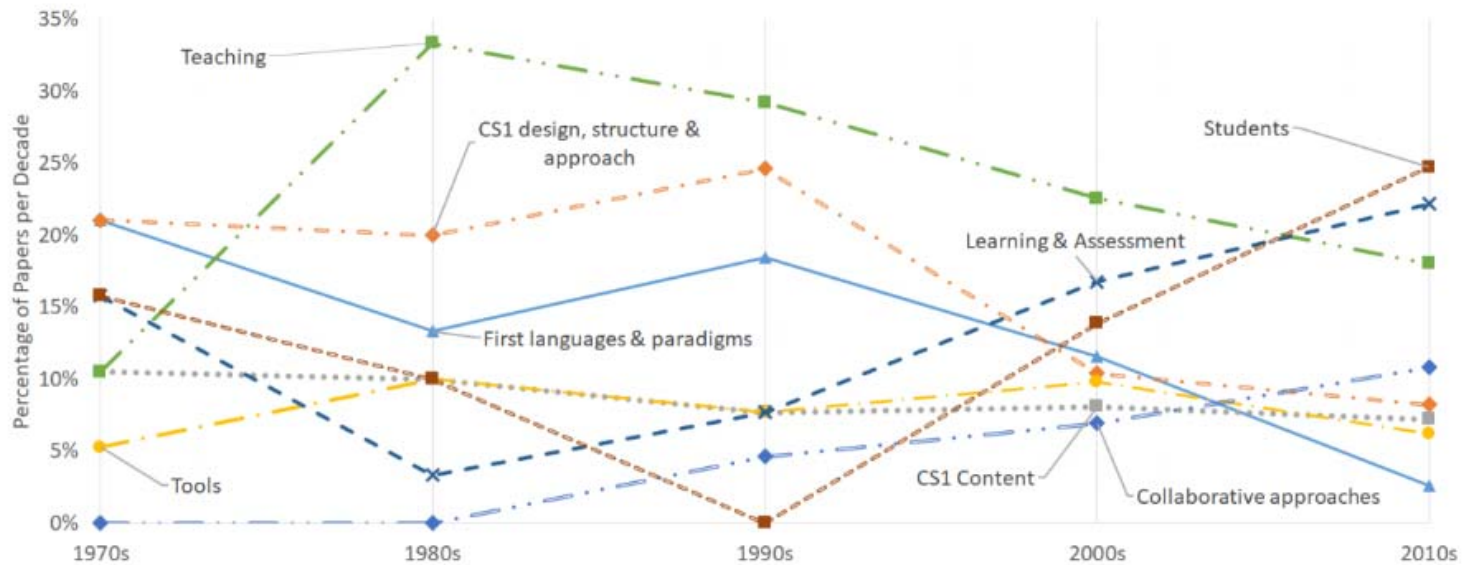 35%
Teaching
30%
CS1 design, structure &
approach
Students
25%
20%
Learning & Assessment
15%
First languages & paradigms
10%
5%
Tools
CS1 Content
Collaborative approaches
0%
Percentage of Papers per Decade
1970s 1980s 1990s 2000s 2010s